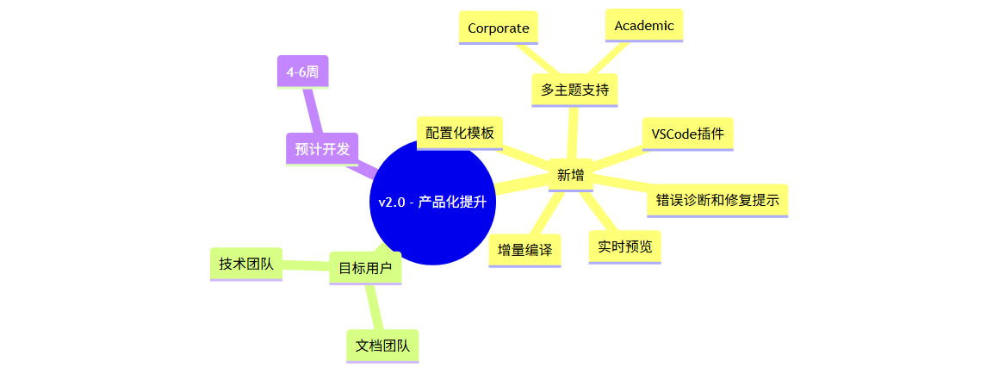 Corporate
Academic
4-6周
多主题支持
配置化模板
VSCode插件
预计开发
新增
v2.0 - 产品化提升
错误诊断和修复提示
增量编译
实时预览
技术团队
目标用户
文档团队